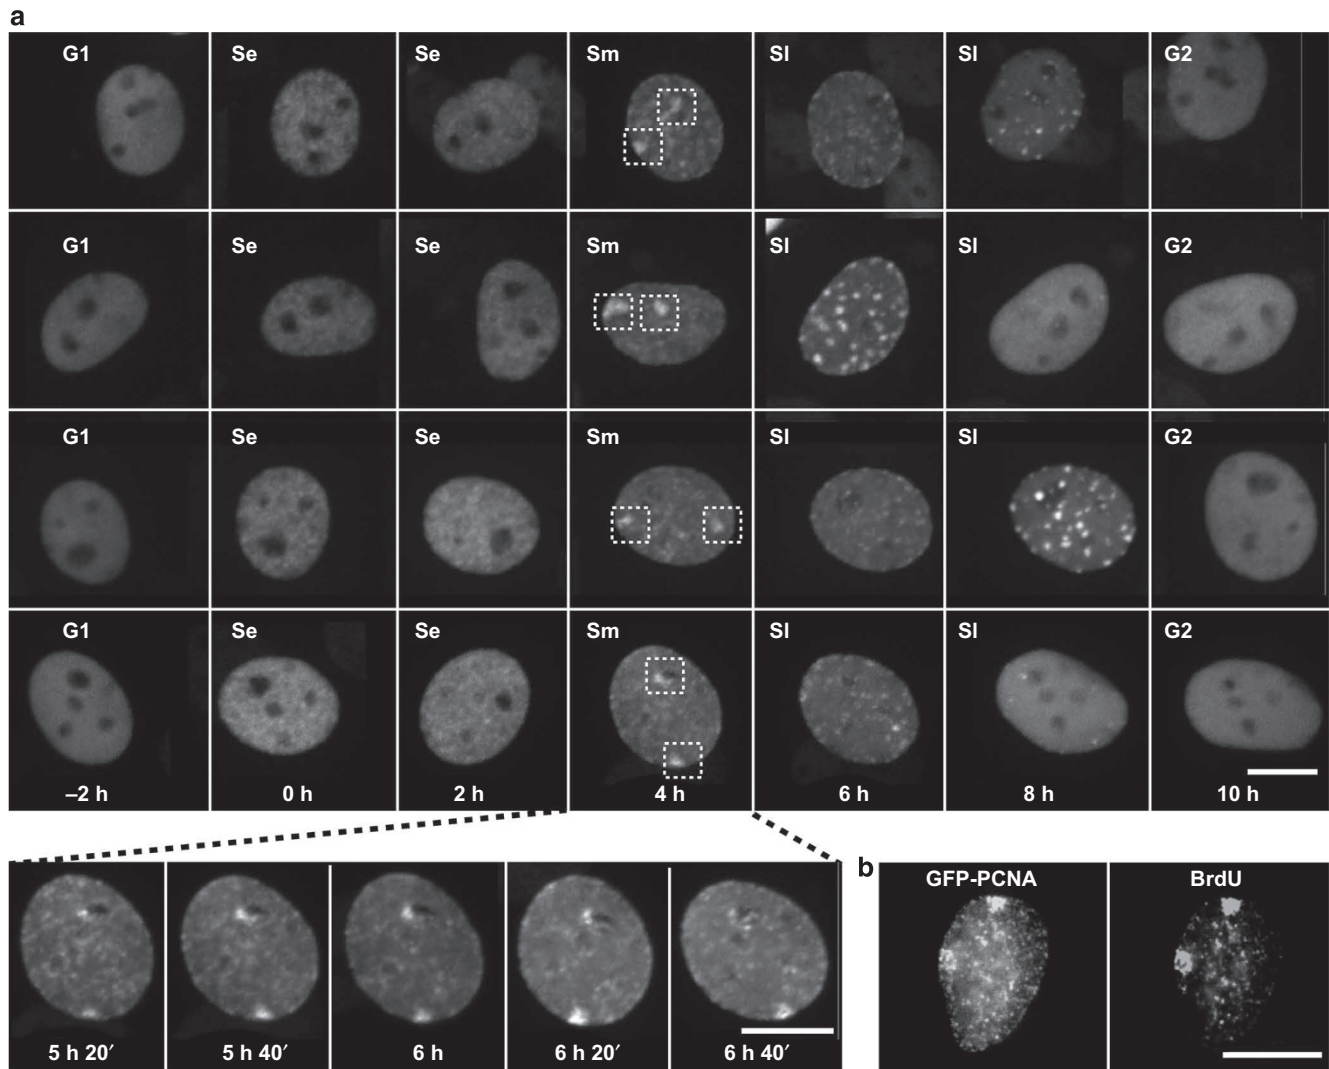 a
G1 Se Se Sm Sl Sl G2
G1 Se Se Sm Sl Sl G2
G1 Se Se Sm Sl Sl G2
G1 Se Se Sm Sl Sl G2
–2 h 0 h 2 h 4 h 6 h 8 h 10 h
5 h 20′ 5 h 40′ 6 h 6 h 20′ 6 h 40′
b
GFP-PCNA BrdU